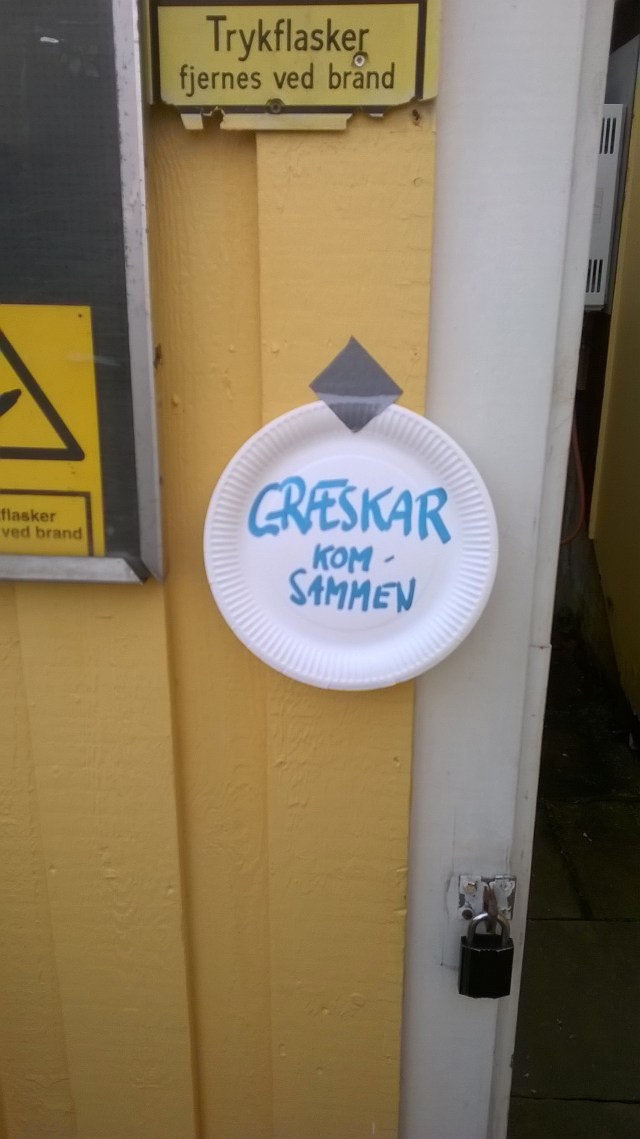 Trykflasker
fjernes ved brand
GRÆSKAR
KOM-
SAMMEN
flasker
ved brand